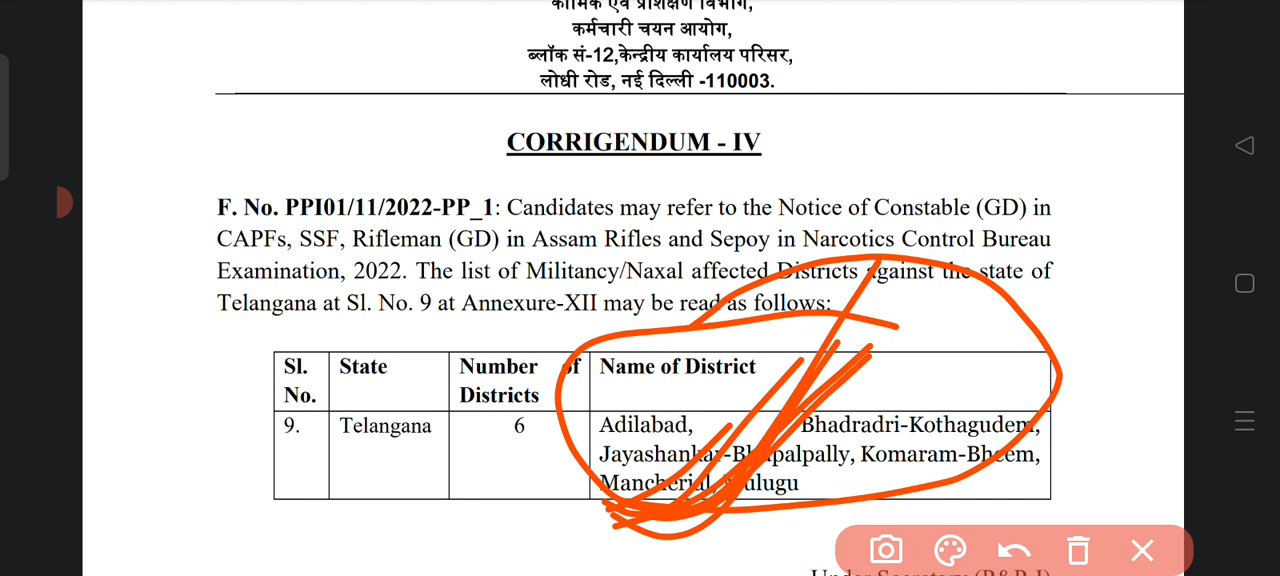 कार्मिक एवं प्रशिक्षण विभाग,
कर्मचारी चयन आयोग,
ब्लॉक सं-12,केन्द्रीय कार्यालय परिसर,
लोधी रोड, नई दिल्ली -110003.
CORRIGENDUM - IV
F. No. PPI01/11/2022-PP_1: Candidates may refer to the Notice of Constable (GD) in
CAPFs, SSF, Rifleman (GD) in Assam Rifles and Sepoy in Narcotics Control Bureau
Examination, 2022. The list of Militancy/Naxal affected Districts against the state of
Telangana at Sl. No. 9 at Annexure-XII may be read as follows:
Sl. No. State Number of Districts Name of District
9. Telangana 6 Adilabad, Bhadradri-Kothagudem,
Jayashankar-Bhupalpally, Komaram-Bheem,
Mancherial, Mulugu
Under Secretary (P&P-I)